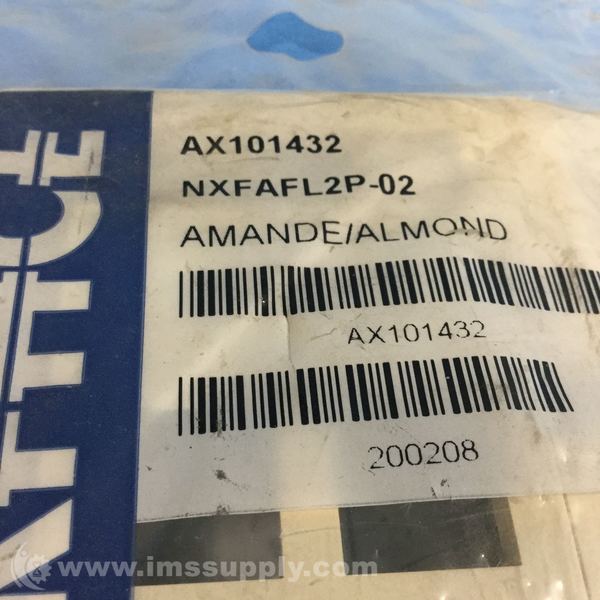 AX101432
NXFAFL2P-02
AMANDE/ALMOND
AX101432
200208
www.imssupply.com